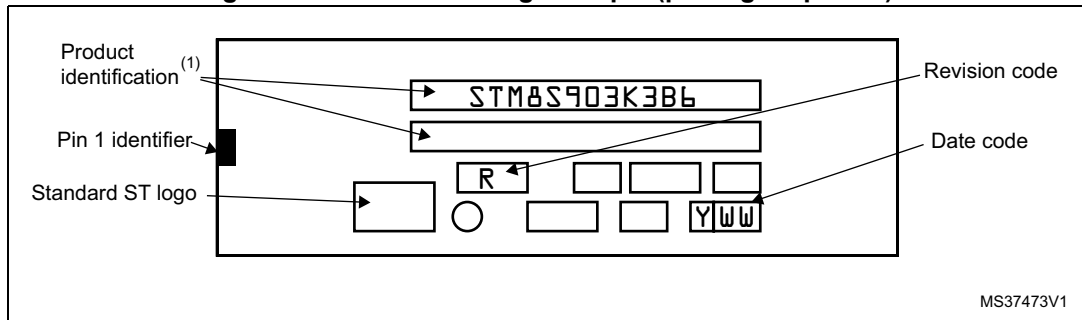 Product
identification (1)
STM8S903K3B6
Revision code
Pin 1 identifier
Date code
R
Standard ST logo
Y WW
MS37473V1